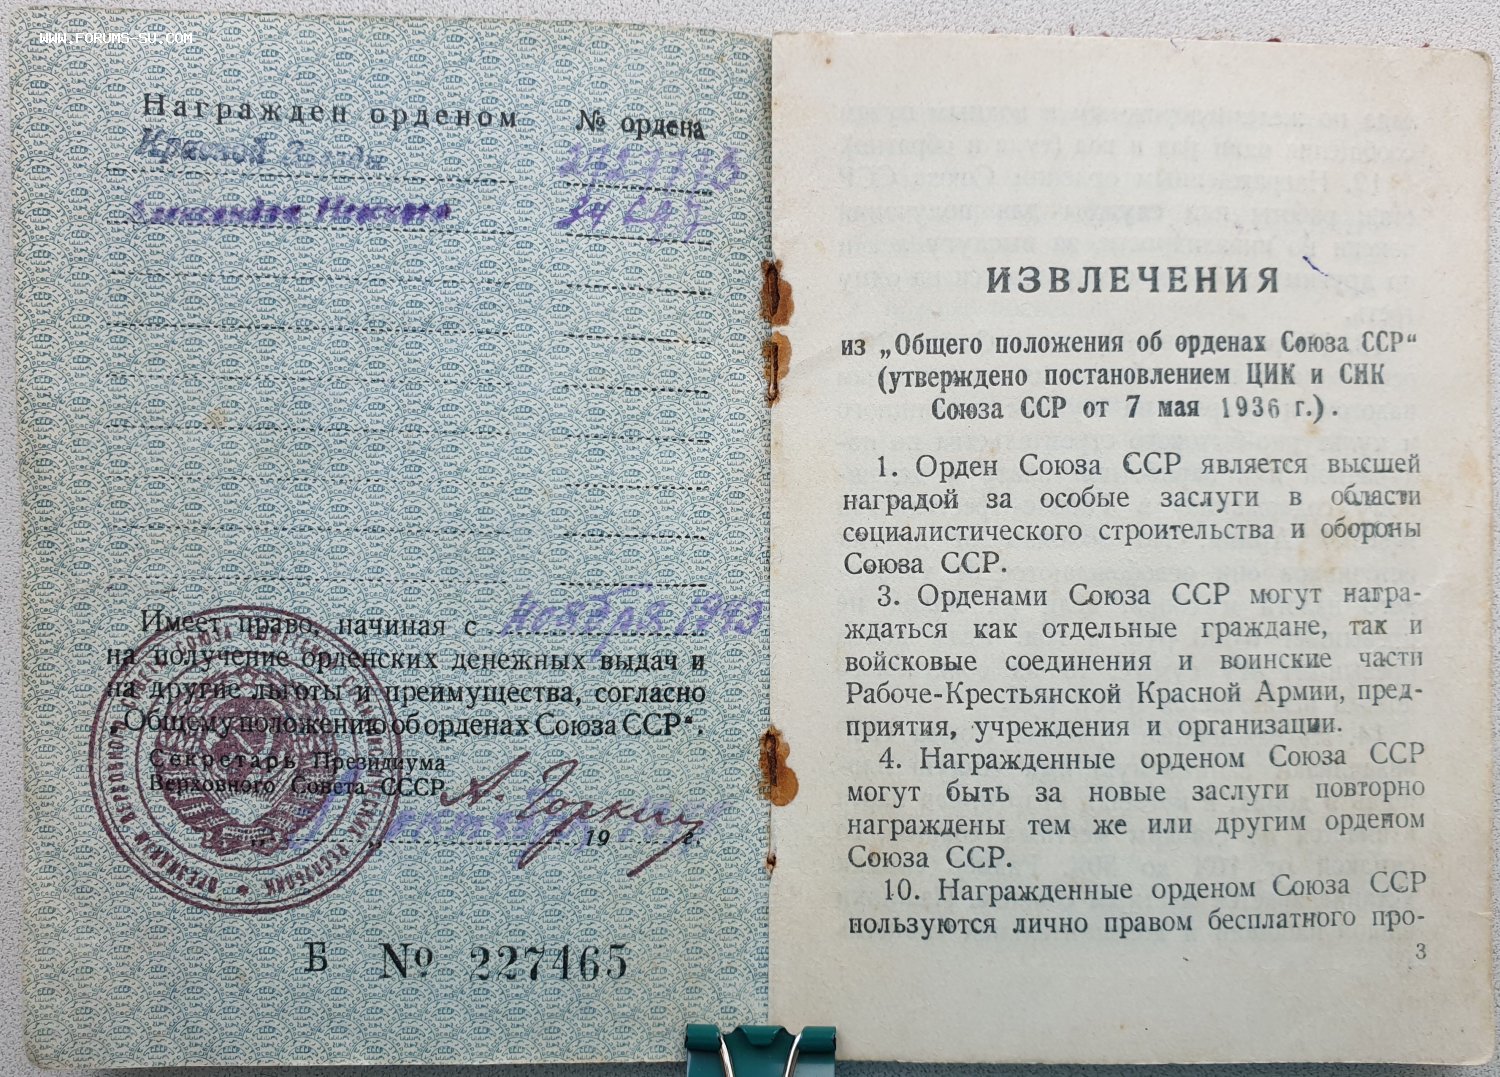 WWW.FORUMS-SU.COM
Награжден орденом
№ ордена
Красной Звезды
Александра Невского
Имеет право, начиная с ноября 1943
на получение орденских денежных выдач и
на другие льготы и преимущества, согласно
„Общему положению об орденах Союза ССР“.
Секретарь Президиума
Верховного Совета СССР
А. Горкин
19 г.
Б № 227465
ИЗВЛЕЧЕНИЯ
из „Общего положения об орденах Союза ССР“
(утверждено постановлением ЦИК и СНК
Союза ССР от 7 мая 1936 г.).
1. Орден Союза ССР является высшей
наградой за особые заслуги в области
социалистического строительства и обороны
Союза ССР.
3. Орденами Союза ССР могут награ-
ждаться как отдельные граждане, так и
войсковые соединения и воинские части
Рабоче-Крестьянской Красной Армии, пред-
приятия, учреждения и организации.
4. Награжденные орденом Союза ССР
могут быть за новые заслуги повторно
награждены тем же или другим орденом
Союза ССР.
10. Награжденные орденом Союза ССР
пользуются лично правом бесплатного про-
3